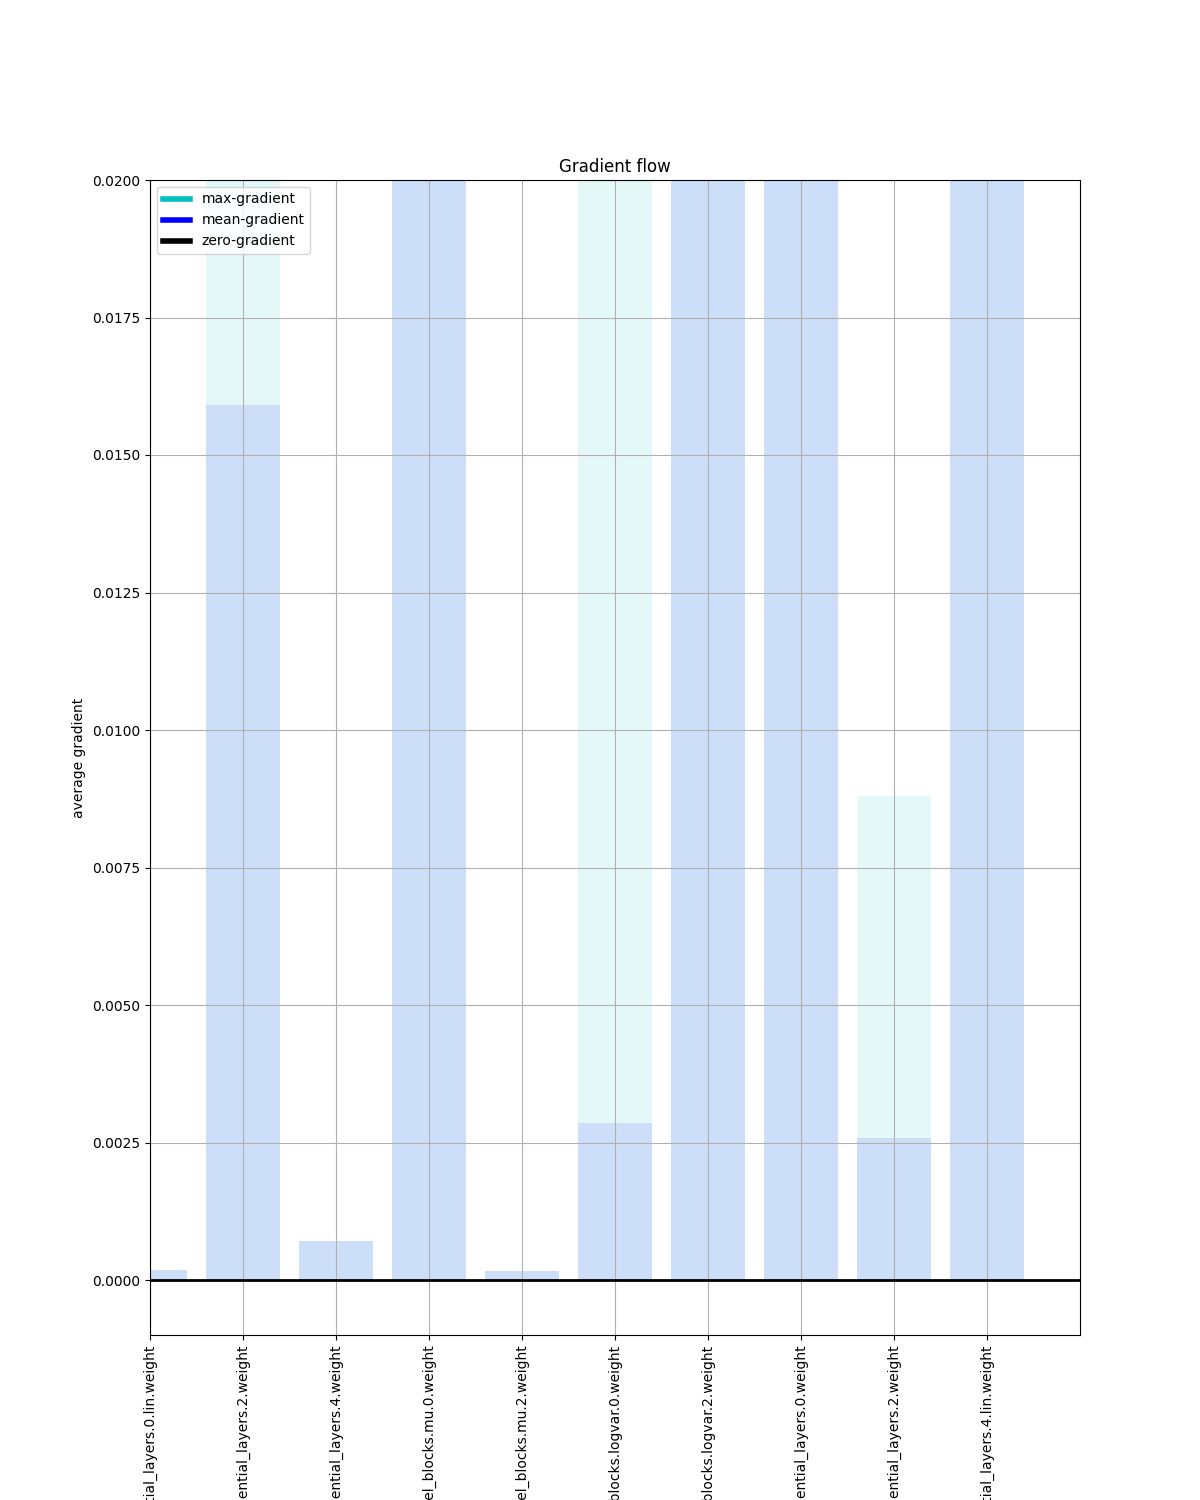 Gradient flow
max-gradient
mean-gradient
zero-gradient
average gradient
0.0200
0.0175
0.0150
0.0125
0.0100
0.0075
0.0050
0.0025
0.0000
tial_layers.0.lin.weight
ential_layers.2.weight
ential_layers.4.weight
el_blocks.mu.0.weight
el_blocks.mu.2.weight
blocks.logvar.0.weight
blocks.logvar.2.weight
ential_layers.0.weight
ential_layers.2.weight
tial_layers.4.lin.weight